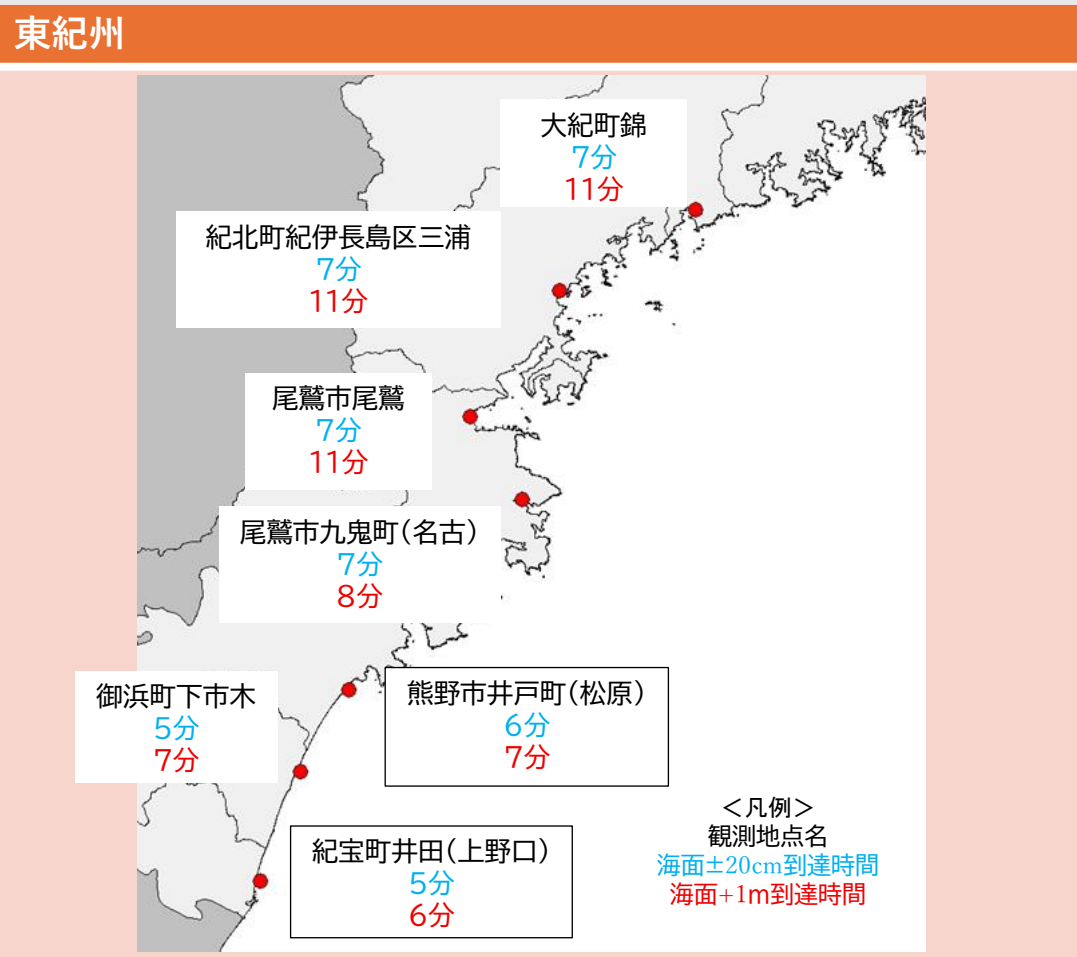 東紀州
大紀町錦
7分
11分
紀北町紀伊長島区三浦
7分
11分
尾鷲市尾鷲
7分
11分
尾鷲市九鬼町(名古)
7分
8分
御浜町下市木
5分
7分
熊野市井戸町(松原)
6分
7分
紀宝町井田(上野口)
5分
6分
<凡例>
観測地点名
海面±20cm到達時間
海面+1m到達時間